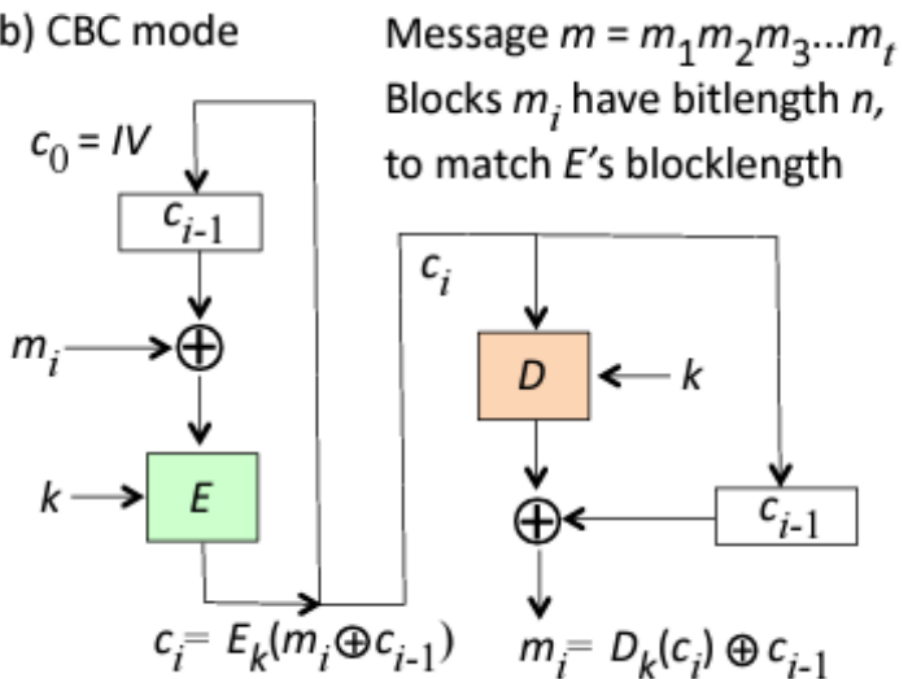 b) CBC mode
Message m = m₁m₂m₃...mₜ
Blocks mᵢ have bitlength n,
to match E's blocklength
c₀ = IV
cᵢ₋₁
mᵢ
⊕
k
E
cᵢ = Eₖ(mᵢ⊕cᵢ₋₁)
cᵢ
D
k
⊕
cᵢ₋₁
mᵢ = Dₖ(cᵢ) ⊕ cᵢ₋₁